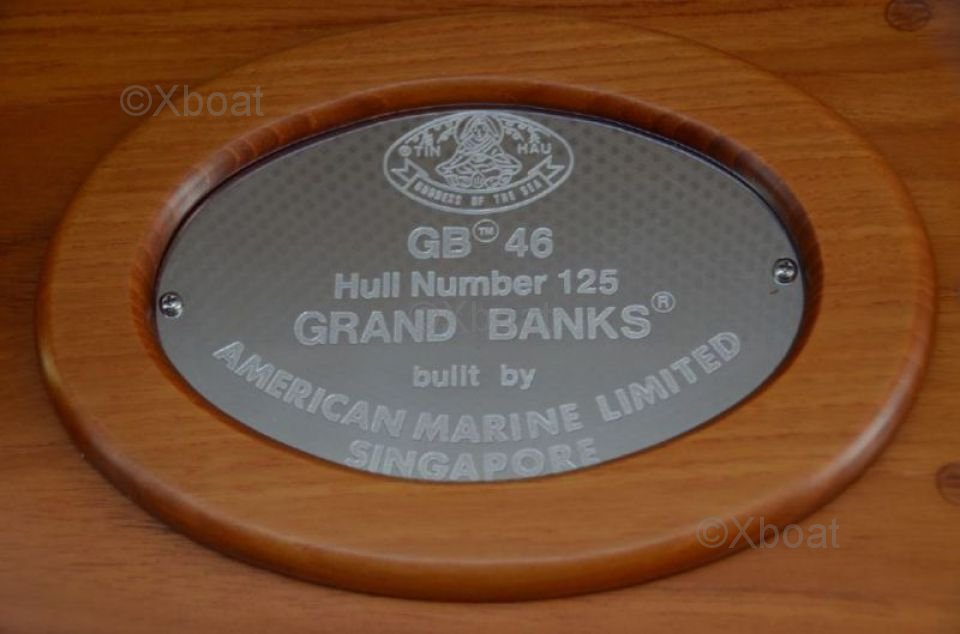 ©Xboat
TIN HAU
GODDESS OF THE SEA
GB™ 46
Hull Number 125
©Xboat
GRAND BANKS®
built by
AMERICAN MARINE LIMITED
SINGAPORE
©Xboat